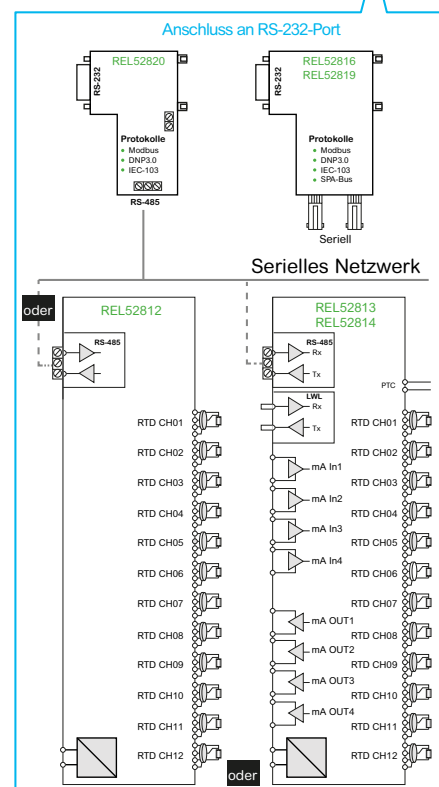 Anschluss an RS-232-Port
REL52820
RS-232
Protokolle
• Modbus
• DNP3.0
• IEC-103
RS-485
REL52816
REL52819
RS-232
Protokolle
• Modbus
• DNP3.0
• IEC-103
• SPA-Bus
Seriell
Serielles Netzwerk
oder
REL52812
RS-485
RTD CH01
RTD CH02
RTD CH03
RTD CH04
RTD CH05
RTD CH06
RTD CH07
RTD CH08
RTD CH09
RTD CH10
RTD CH11
RTD CH12
oder
REL52813
REL52814
RS-485
Rx
Tx
LWL
Rx
Tx
mA In1
mA In2
mA In3
mA In4
mA OUT1
mA OUT2
mA OUT3
mA OUT4
PTC
RTD CH01
RTD CH02
RTD CH03
RTD CH04
RTD CH05
RTD CH06
RTD CH07
RTD CH08
RTD CH09
RTD CH10
RTD CH11
RTD CH12